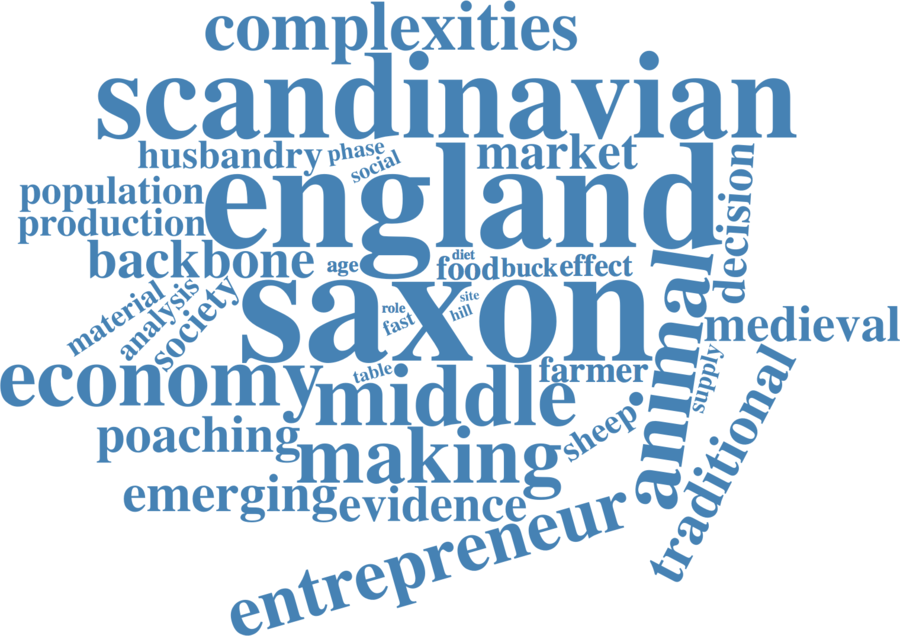 complexities
scandinavian
husbandry
phase
social
market
population
england
decision
production
backbone
age
diet
food
buck
effect
material
analysis
society
saxon
role
fast
site
hill
animal
medieval
economy
table
middle
farmer
supply
traditional
poaching
making
sheep
emerging
evidence
entrepreneur